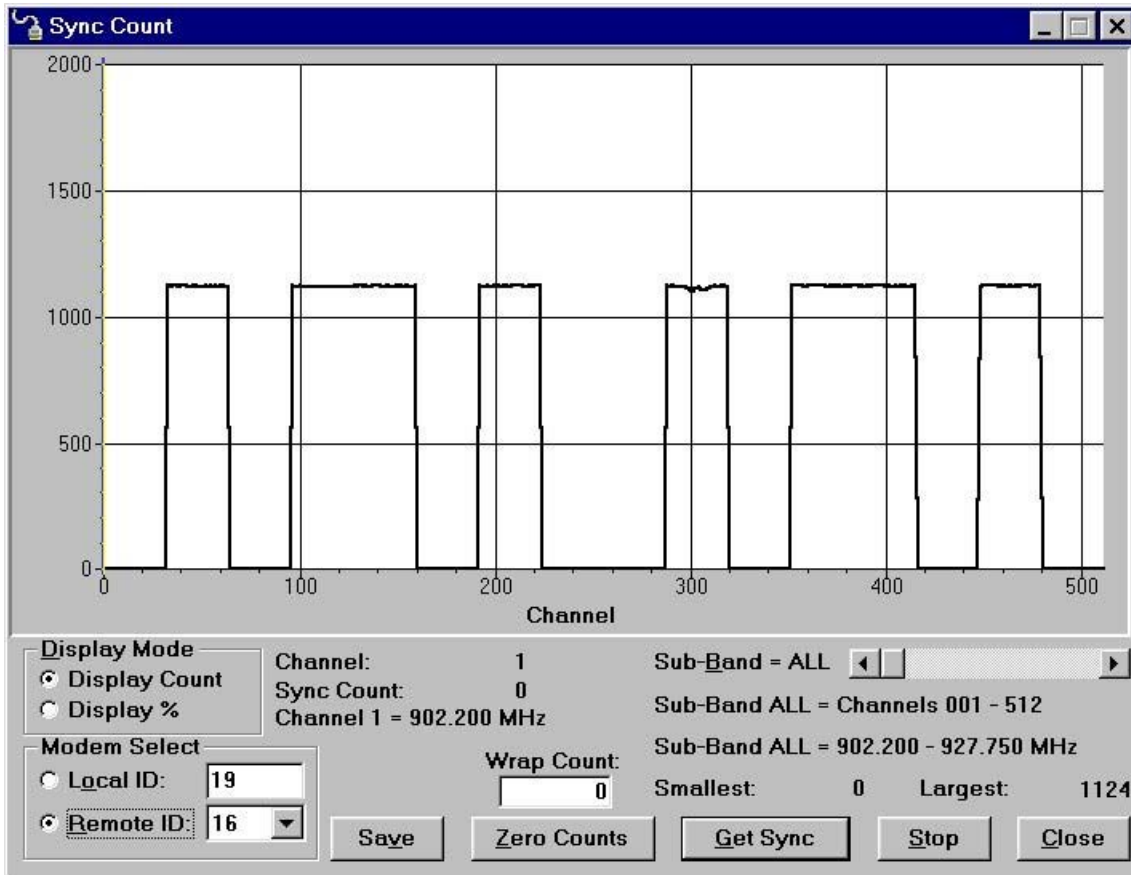 Sync Count
2000
1500
1000
500
0
0 100 200 300 400 500
Channel
Display Mode
Display Count
Display %
Channel: 1
Sync Count: 0
Channel 1 = 902.200 MHz
Sub-Band = ALL
Sub-Band ALL = Channels 001 - 512
Sub-Band ALL = 902.200 - 927.750 MHz
Modem Select
Local ID: 19
Remote ID: 16
Wrap Count:
0
Smallest: 0 Largest: 1124
Save Zero Counts Get Sync Stop Close